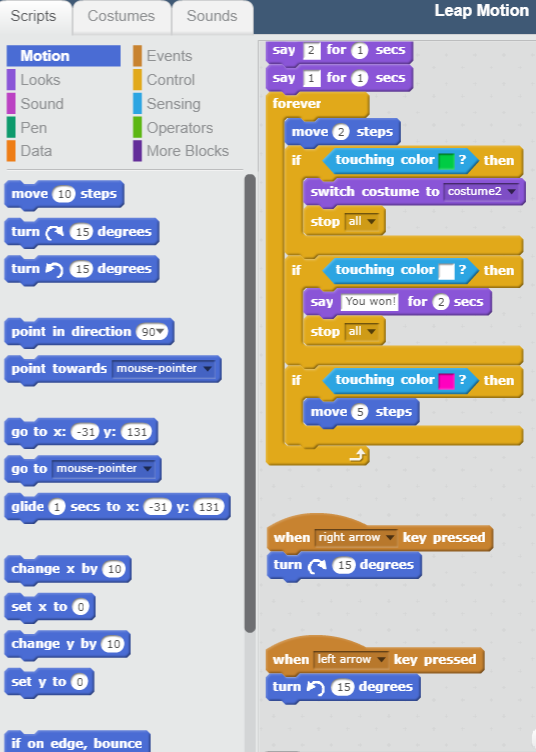 Scripts Costumes Sounds
Leap Motion
Motion Events
Looks Control
Sound Sensing
Pen Operators
Data More Blocks
move 10 steps
turn 15 degrees
turn 15 degrees
point in direction 90
point towards mouse-pointer
go to x: -31 y: 131
go to mouse-pointer
glide 1 secs to x: -31 y: 131
change x by 10
set x to 0
change y by 10
set y to 0
if on edge, bounce
say 2 for 1 secs
say 1 for 1 secs
forever
move 2 steps
if touching color ? then
switch costume to costume2
stop all
if touching color ? then
say You won! for 2 secs
stop all
if touching color ? then
move 5 steps
when right arrow key pressed
turn 15 degrees
when left arrow key pressed
turn 15 degrees